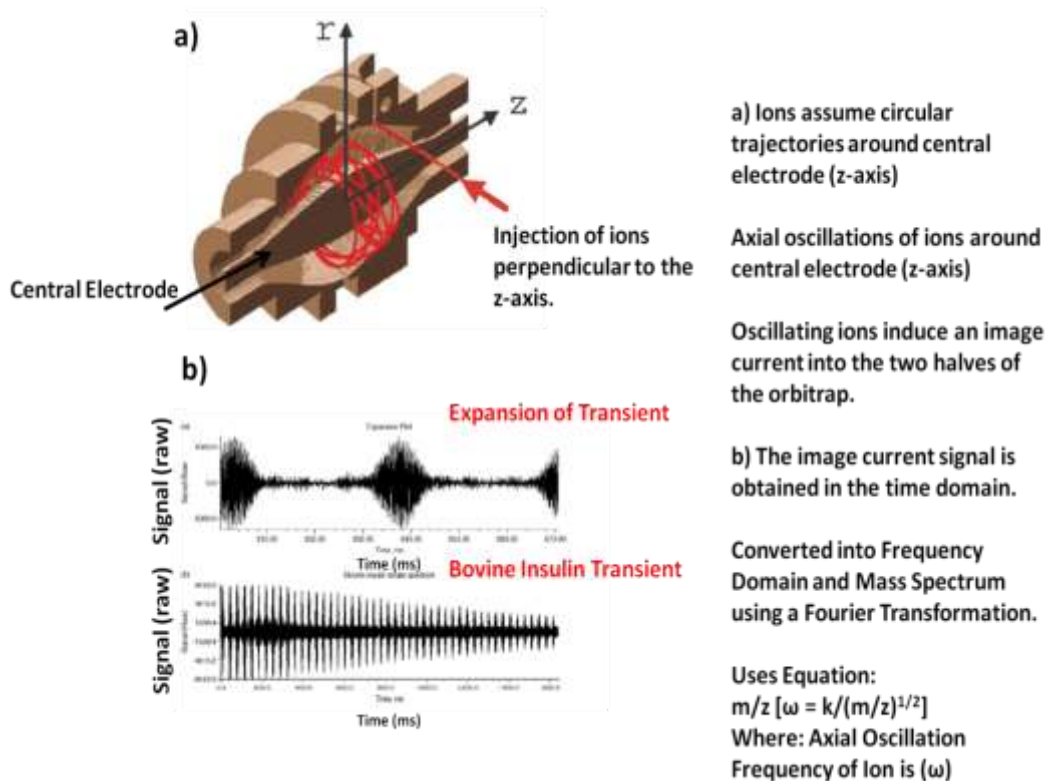 a)
r
z
Injection of ions
perpendicular to the
z-axis.
Central Electrode
b)
Expansion of Transient
Signal (raw)
Time (ms)
Bovine Insulin Transient
Signal (raw)
Time (ms)
a) Ions assume circular
trajectories around central
electrode (z-axis)
Axial oscillations of ions around
central electrode (z-axis)
Oscillating ions induce an image
current into the two halves of
the orbitrap.
b) The image current signal is
obtained in the time domain.
Converted into Frequency
Domain and Mass Spectrum
using a Fourier Transformation.
Uses Equation:
m/z [ω = k/(m/z)¹ᐟ²]
Where: Axial Oscillation
Frequency of Ion is (ω)